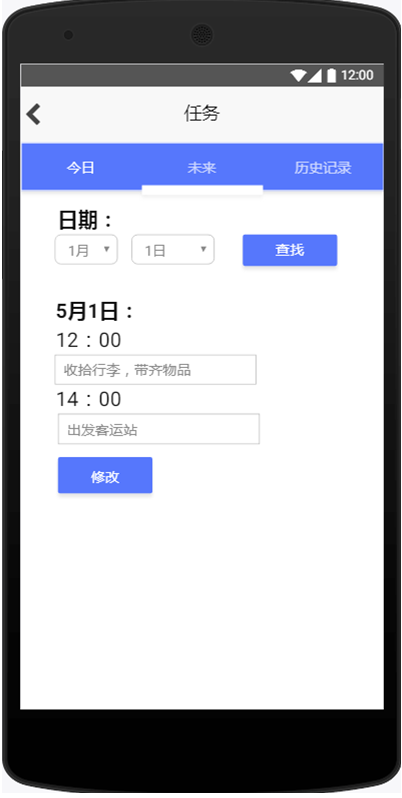 12:00
任务
今日 未来 历史记录
日期：
1月 1日 查找
5月1日：
12：00
收拾行李，带齐物品
14：00
出发客运站
修改